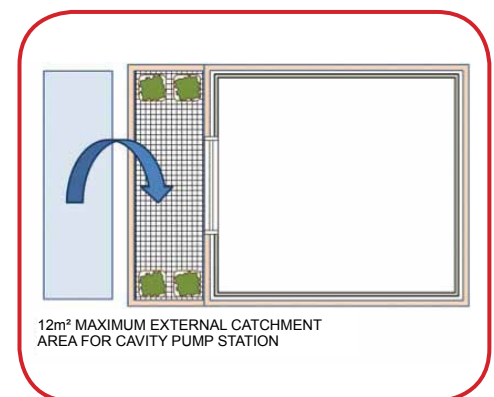 12m² MAXIMUM EXTERNAL CATCHMENT
AREA FOR CAVITY PUMP STATION